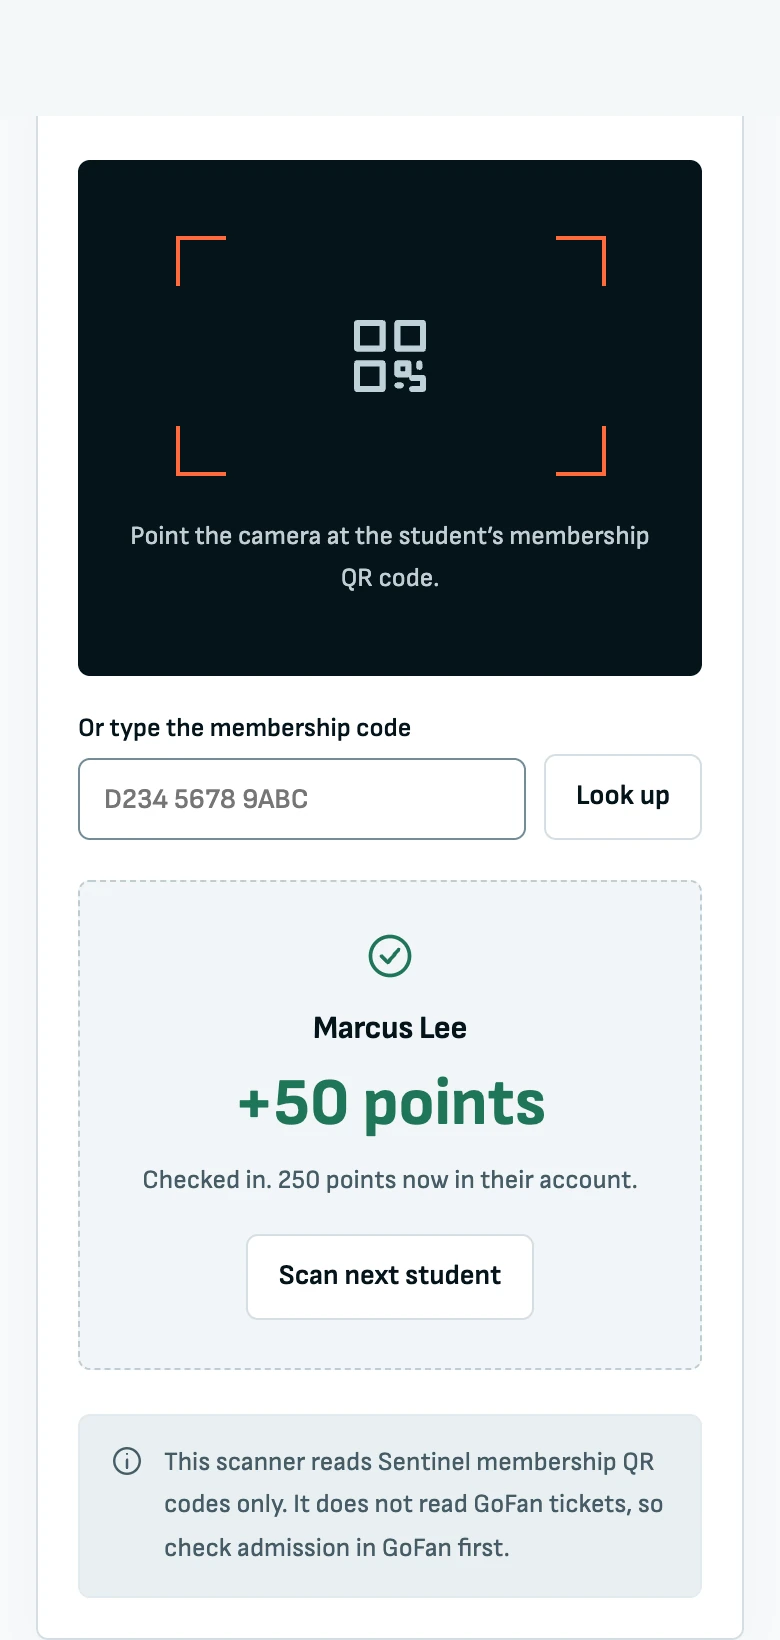 Point the camera at the student’s membership
QR code.
Or type the membership code
D234 5678 9ABC
Look up
Marcus Lee
+50 points
Checked in. 250 points now in their account.
Scan next student
This scanner reads Sentinel membership QR
codes only. It does not read GoFan tickets, so
check admission in GoFan first.